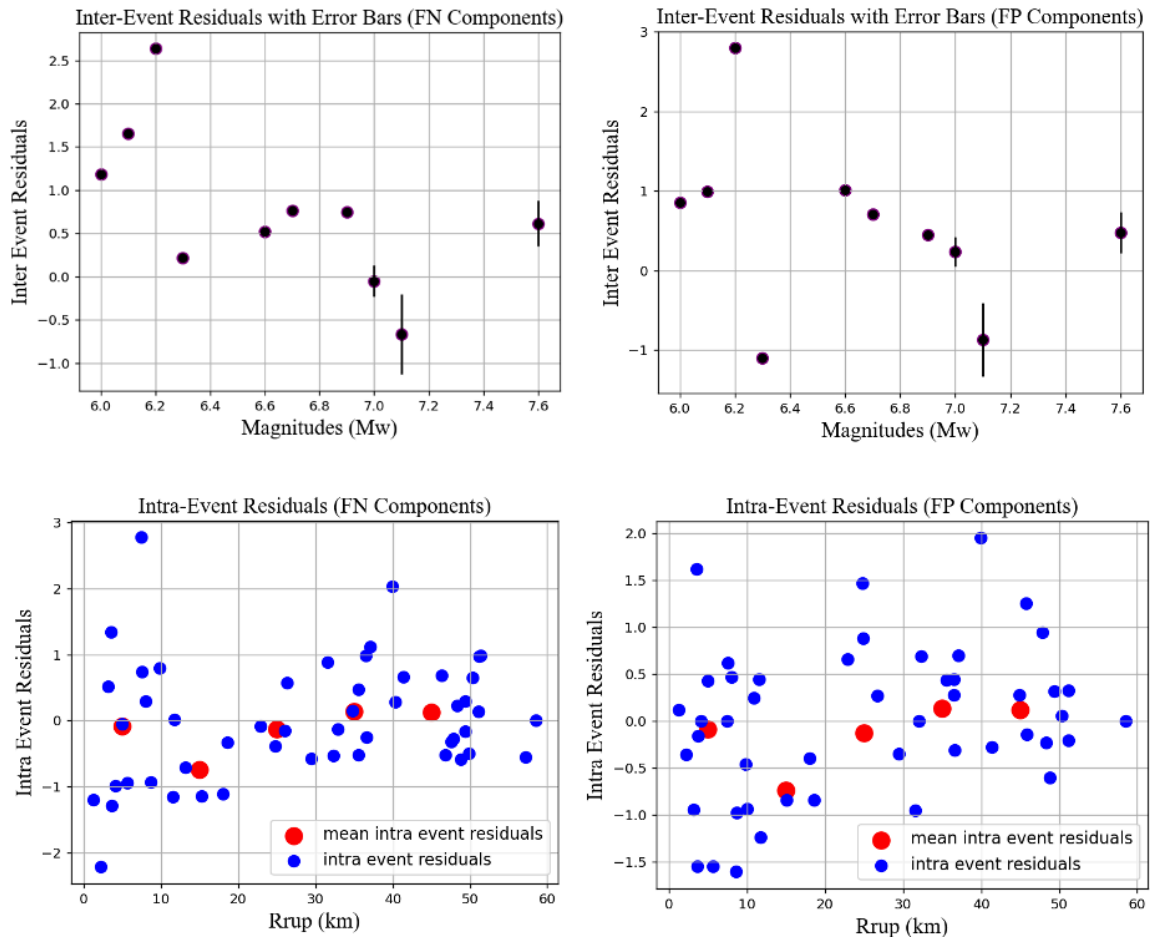 Inter-Event Residuals with Error Bars (FN Components)
Inter Event Residuals
2.5
2.0
1.5
1.0
0.5
0.0
−0.5
−1.0
6.0 6.2 6.4 6.6 6.8 7.0 7.2 7.4 7.6
Magnitudes (Mw)
Inter-Event Residuals with Error Bars (FP Components)
Inter Event Residuals
3
2
1
0
−1
6.0 6.2 6.4 6.6 6.8 7.0 7.2 7.4 7.6
Magnitudes (Mw)
Intra-Event Residuals (FN Components)
Intra Event Residuals
3
2
1
0
−1
−2
mean intra event residuals
intra event residuals
0 10 20 30 40 50 60
Rrup (km)
Intra-Event Residuals (FP Components)
Intra Event Residuals
2.0
1.5
1.0
0.5
0.0
−0.5
−1.0
−1.5
mean intra event residuals
intra event residuals
0 10 20 30 40 50 60
Rrup (km)